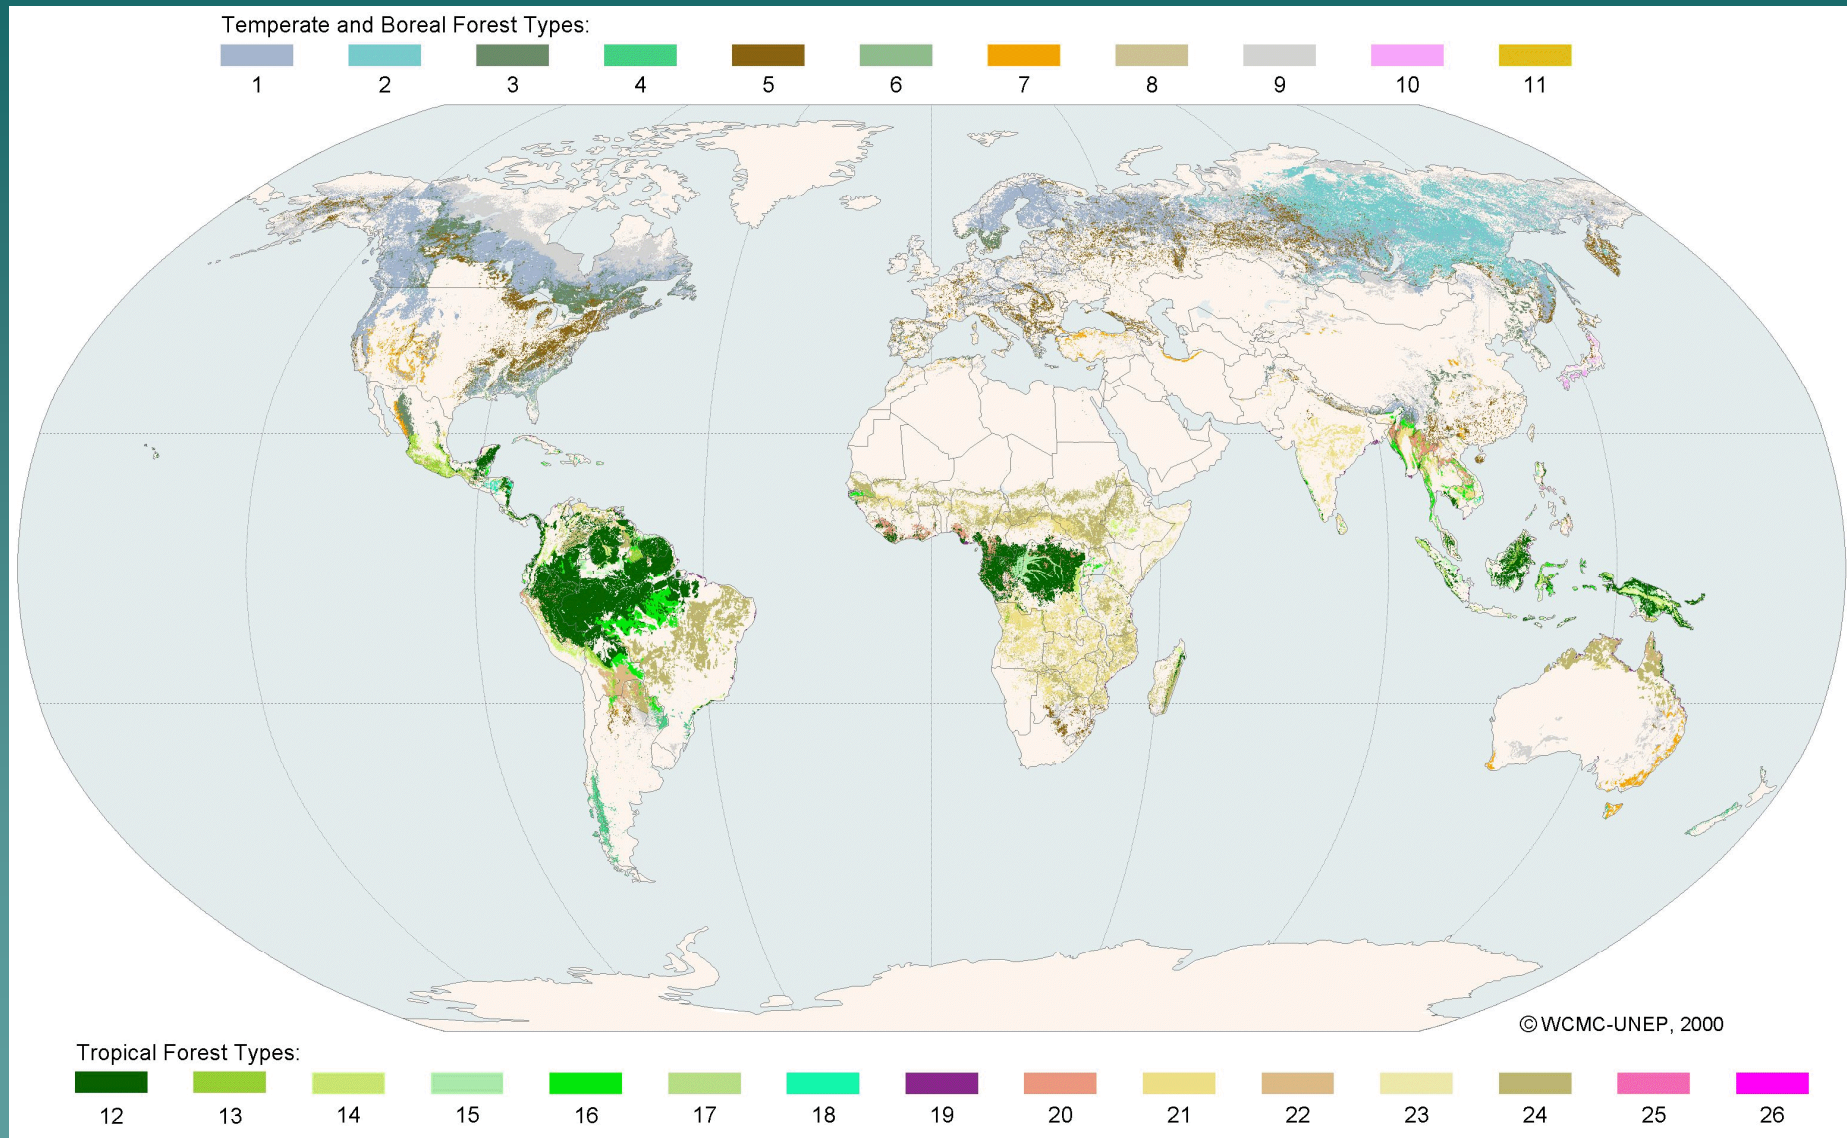 Temperate and Boreal Forest Types:
1 2 3 4 5 6 7 8 9 10 11
© WCMC-UNEP, 2000
Tropical Forest Types:
12 13 14 15 16 17 18 19 20 21 22 23 24 25 26